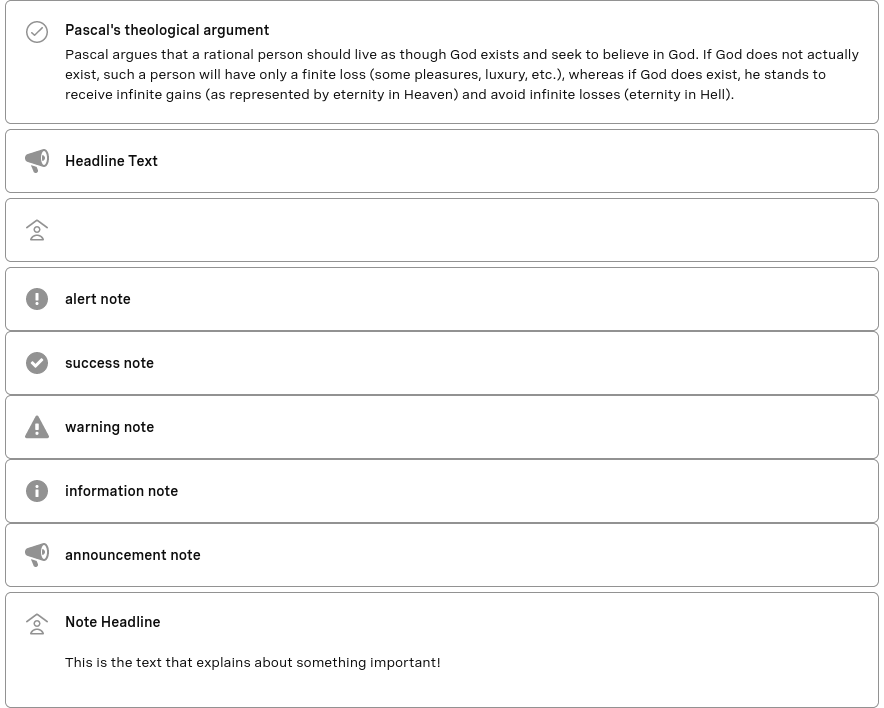 Pascal's theological argument
Pascal argues that a rational person should live as though God exists and seek to believe in God. If God does not actually
exist, such a person will have only a finite loss (some pleasures, luxury, etc.), whereas if God does exist, he stands to
receive infinite gains (as represented by eternity in Heaven) and avoid infinite losses (eternity in Hell).
Headline Text
alert note
success note
warning note
information note
announcement note
Note Headline
This is the text that explains about something important!